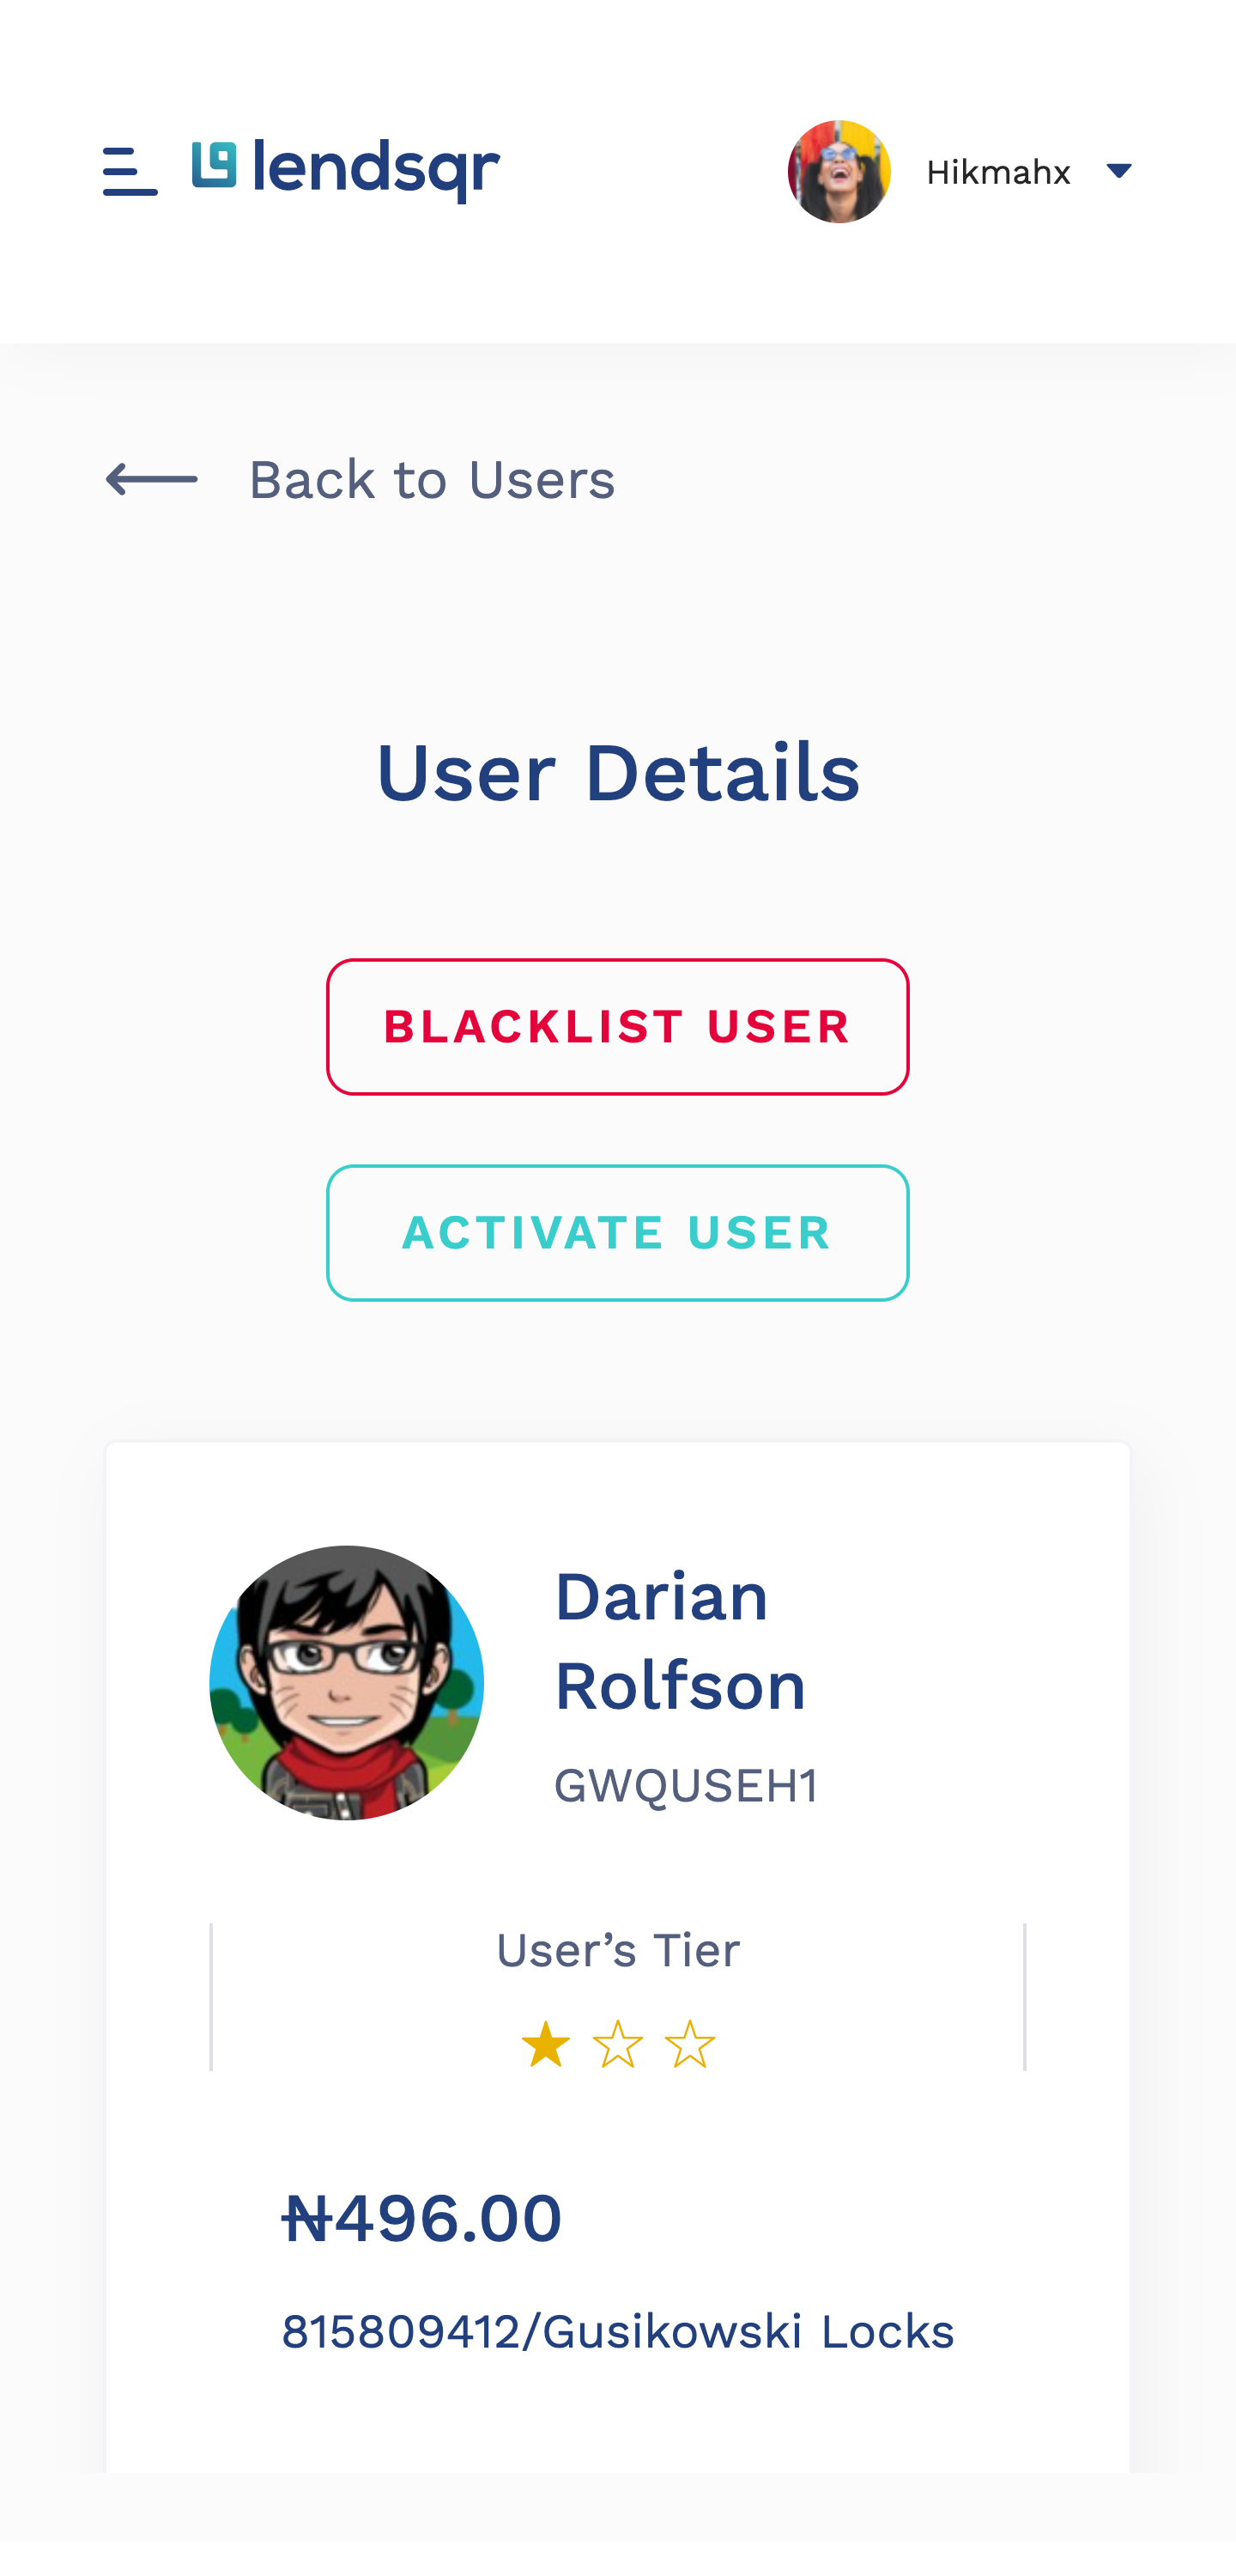 lendsqr
Hikmahx
Back to Users
User Details
BLACKLIST USER
ACTIVATE USER
Darian
Rolfson
GWQUSEH1
User’s Tier
₦496.00
815809412/Gusikowski Locks